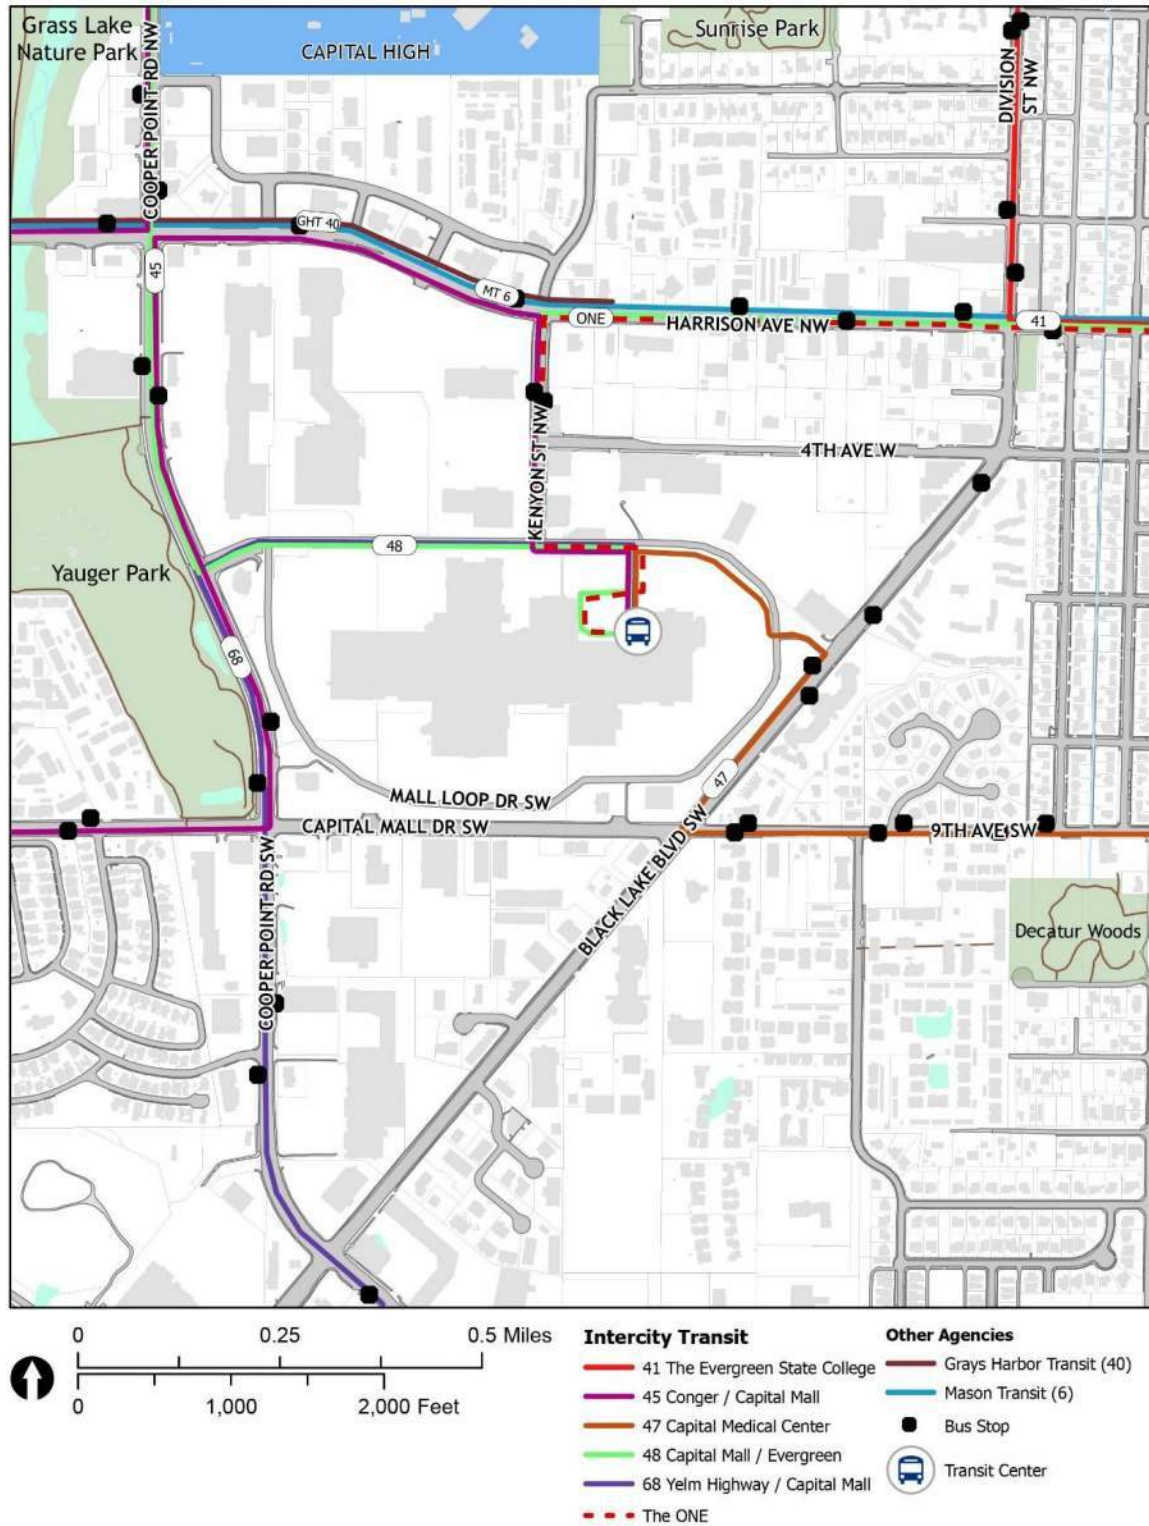 Grass Lake
Nature Park
COOPER POINT RD NW
CAPITAL HIGH
Sunrise Park
DIVISION
ST NW
GHT 40
45
MT 6
ONE
HARRISON AVE NW
41
KENYON ST NW
4TH AVE W
48
Yauger Park
68
47
MALL LOOP DR SW
CAPITAL MALL DR SW
BLACK LAKE BLVD SW
9TH AVE SW
COOPER POINT RD SW
Decatur Woods
0 0.25 0.5 Miles
0 1,000 2,000 Feet
Intercity Transit
41 The Evergreen State College
45 Conger / Capital Mall
47 Capital Medical Center
48 Capital Mall / Evergreen
68 Yelm Highway / Capital Mall
The ONE
Other Agencies
Grays Harbor Transit (40)
Mason Transit (6)
Bus Stop
Transit Center